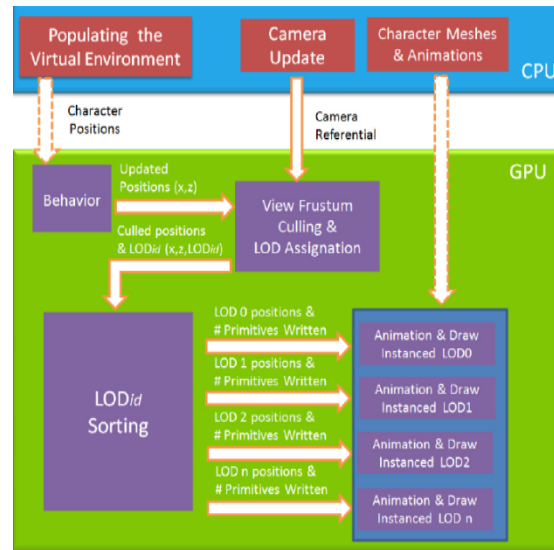 Populating the
Virtual Environment
Camera
Update
Character Meshes
& Animations
CPU
Character
Positions
Camera
Referential
GPU
Behavior
Updated
Positions (x,z)
View Frustum
Culling &
LOD Assignation
Culled positions
& LODid (x,z,LODid)
LODid
Sorting
LOD 0 positions &
# Primitives Written
Animation & Draw
Instanced LOD0
LOD 1 positions &
# Primitives Written
Animation & Draw
Instanced LOD1
LOD 2 positions &
# Primitives Written
Animation & Draw
Instanced LOD2
LOD n positions &
# Primitives Written
Animation & Draw
Instanced LOD n